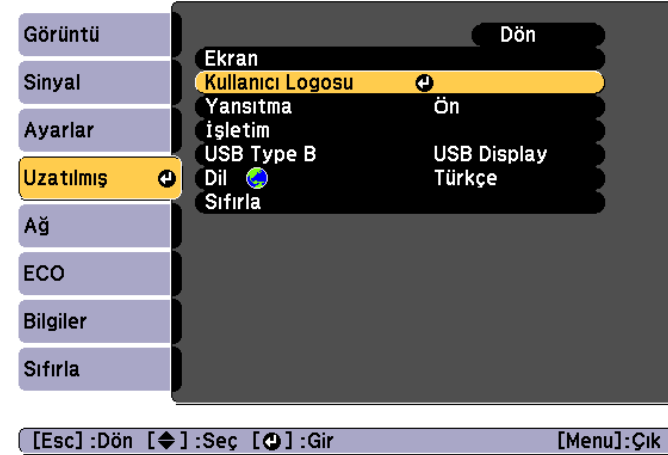 Görüntü
Sinyal
Ayarlar
Uzatılmış
Ağ
ECO
Bilgiler
Sıfırla
Dön
Ekran
Kullanıcı Logosu
Yansıtma Ön
İşletim
USB Type B USB Display
Dil Türkçe
Sıfırla
[Esc] :Dön [◆] :Seç [⏎] :Gir [Menu]:Çık